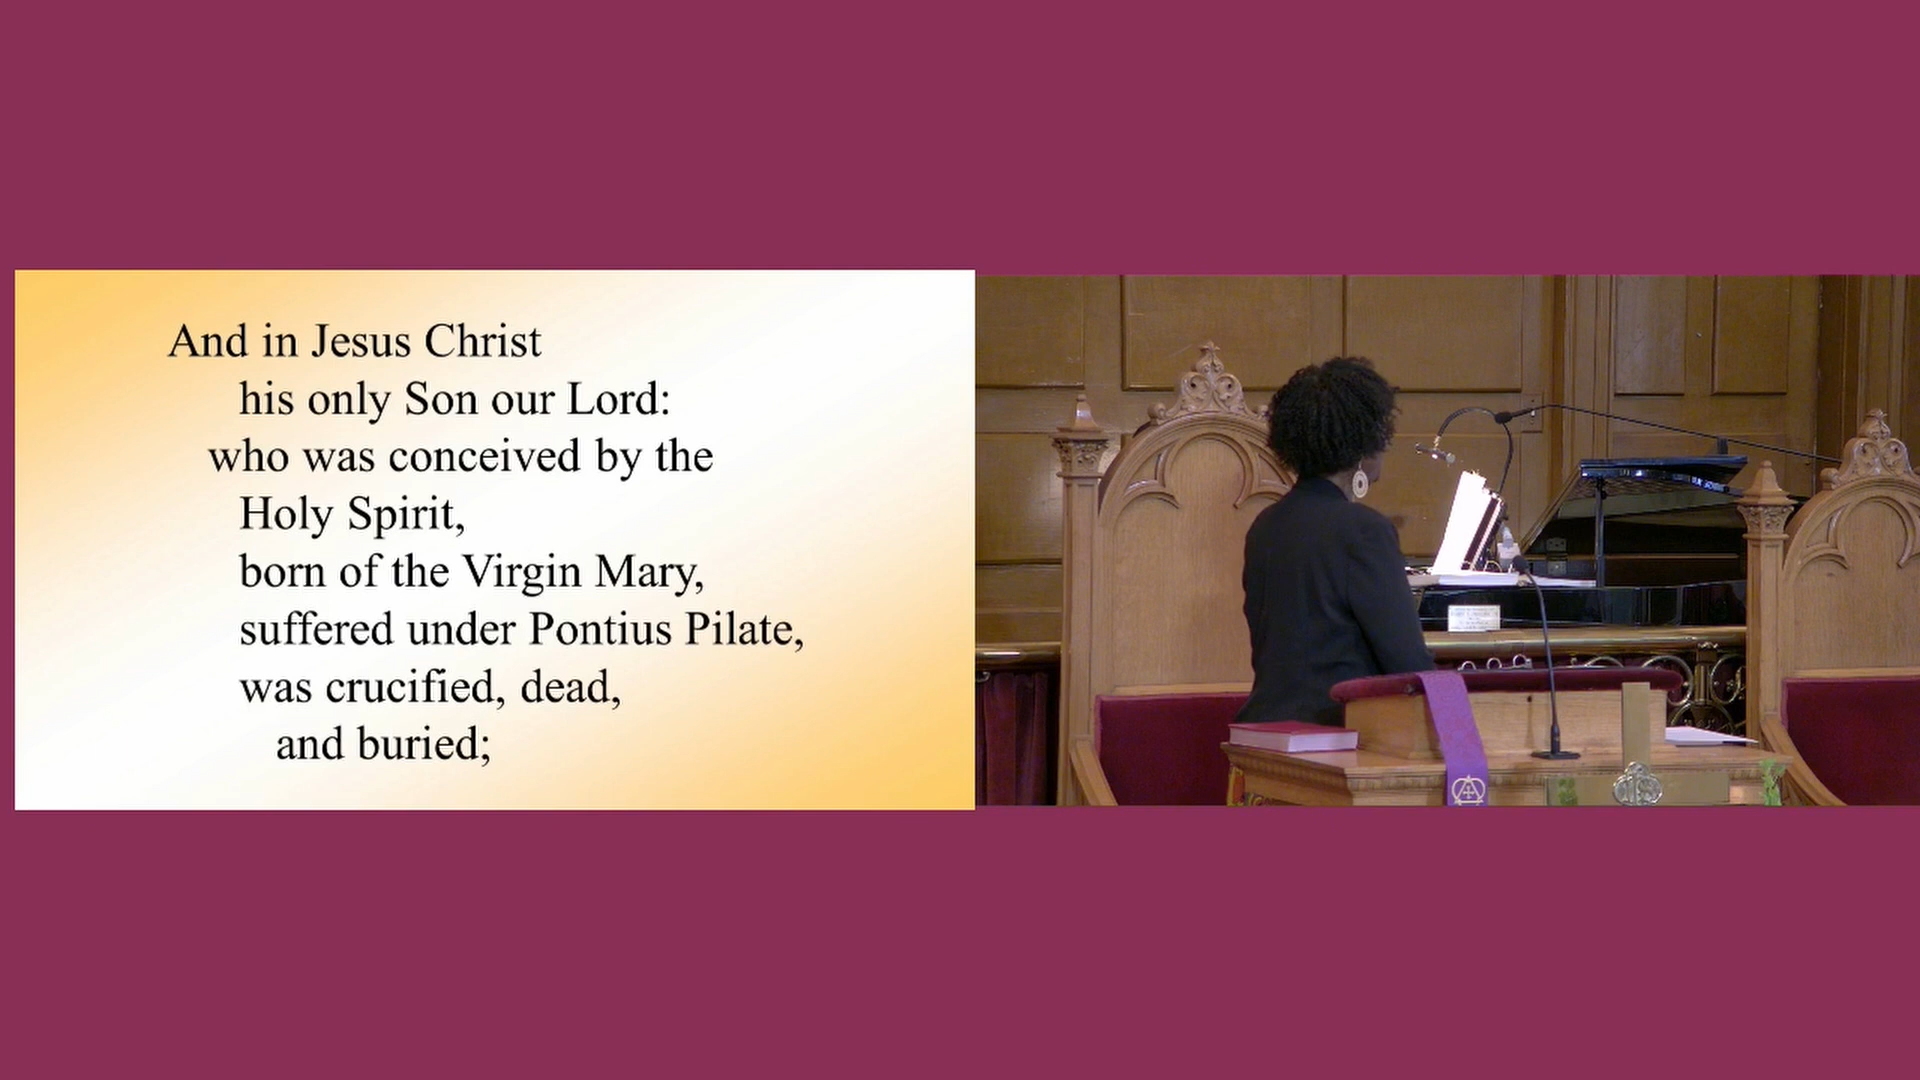 And in Jesus Christ
his only Son our Lord:
who was conceived by the
Holy Spirit,
born of the Virgin Mary,
suffered under Pontius Pilate,
was crucified, dead,
and buried;